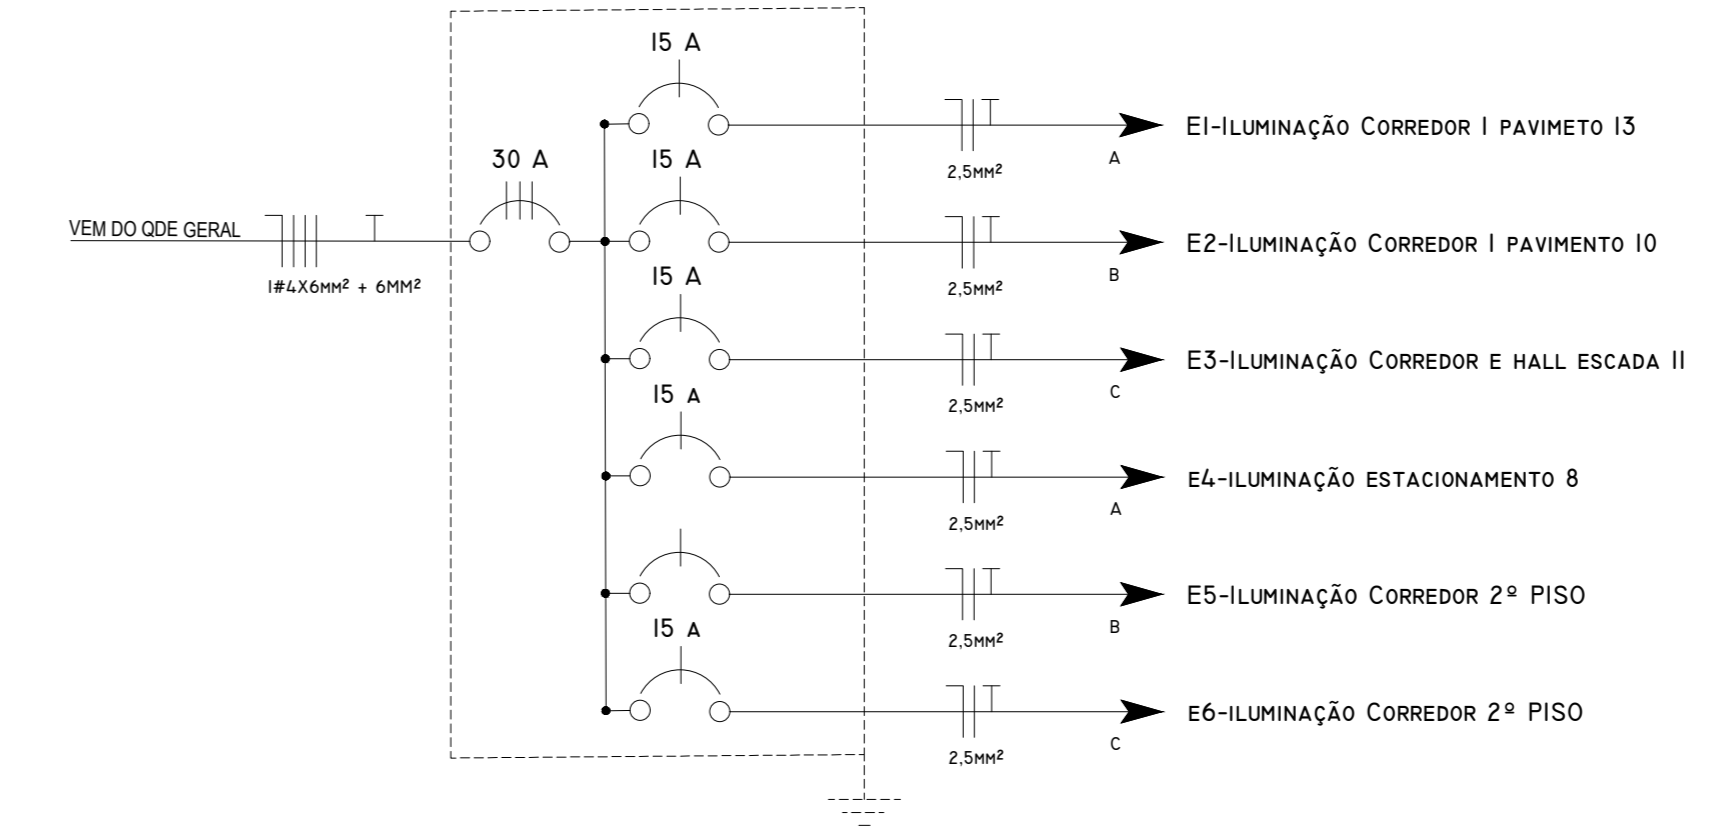 15 A
E1-Iluminação Corredor 1 pavimeto 13
A
2,5mm²
30 A
15 A
VEM DO QDE GERAL
1#4X6mm² + 6MM²
E2-Iluminação Corredor 1 pavimento 10
B
2,5mm²
15 A
E3-Iluminação Corredor e hall escada 11
C
2,5mm²
15 a
e4-iluminação estacionamento 8
A
2,5mm²
E5-Iluminação Corredor 2º PISO
B
2,5mm²
15 a
e6-iluminação Corredor 2º PISO
C
2,5mm²